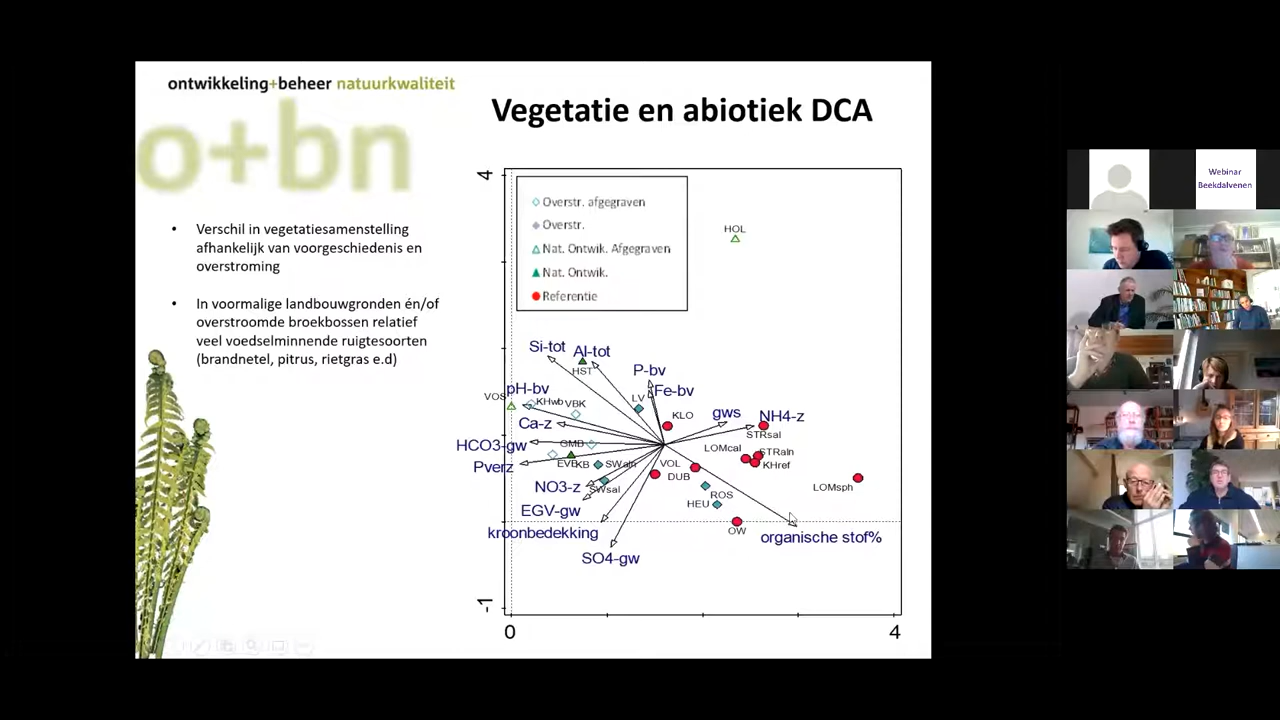 ontwikkeling+beheer natuurkwaliteit
o+bn
Vegetatie en abiotiek DCA
• Verschil in vegetatiesamenstelling
afhankelijk van voorgeschiedenis en
overstroming
• In voormalige landbouwgronden én/of
overstroomde broekbossen relatief
veel voedselminnende ruigtesoorten
(brandnetel, pitrus, rietgras e.d)
4
Overstr. afgegraven
Overstr.
Nat. Ontwik. Afgegraven
Nat. Ontwik.
Referentie
HOL
Si-tot
Al-tot
HST
P-bv
Fe-bv
pH-bv
VOS
KHwb
VBK
LV
KLO
gws
NH4-z
Ca-z
STRsal
HCO3-gw
GMB
LOMcal
STRaln
Pverz
EVE
KB
SWaln
VOL
KHref
DUB
NO3-z
SWsal
LOMsph
ROS
EGV-gw
HEU
kroonbedekking
OW
organische stof%
SO4-gw
-1
0
4
Webinar
Beekdalvenen